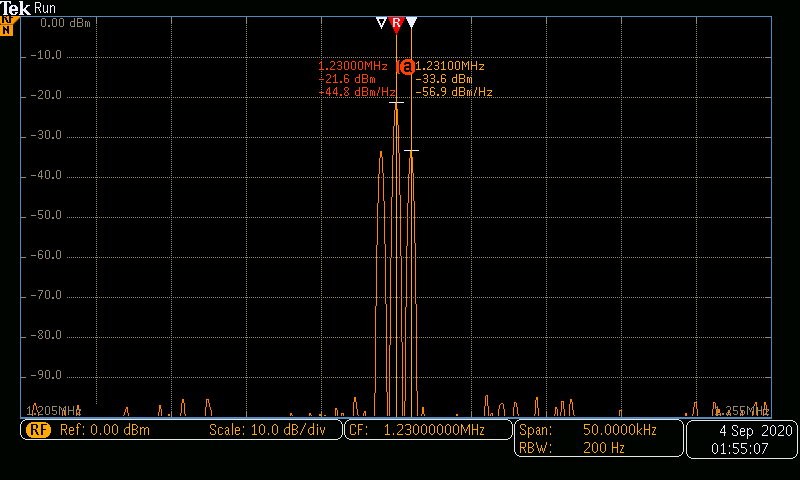 Tek Run
RF
N
0.00 dBm
R
-10.0
1.23000MHz
a
1.23100MHz
-21.6 dBm
-33.6 dBm
-44.8 dBm/Hz
-56.9 dBm/Hz
-20.0
-30.0
-40.0
-50.0
-60.0
-70.0
-80.0
-90.0
1.205MHz
1.255MHz
RF Ref: 0.00 dBm Scale: 10.0 dB/div
CF: 1.23000000MHz
Span: 50.0000kHz
RBW: 200 Hz
4 Sep 2020
01:55:07